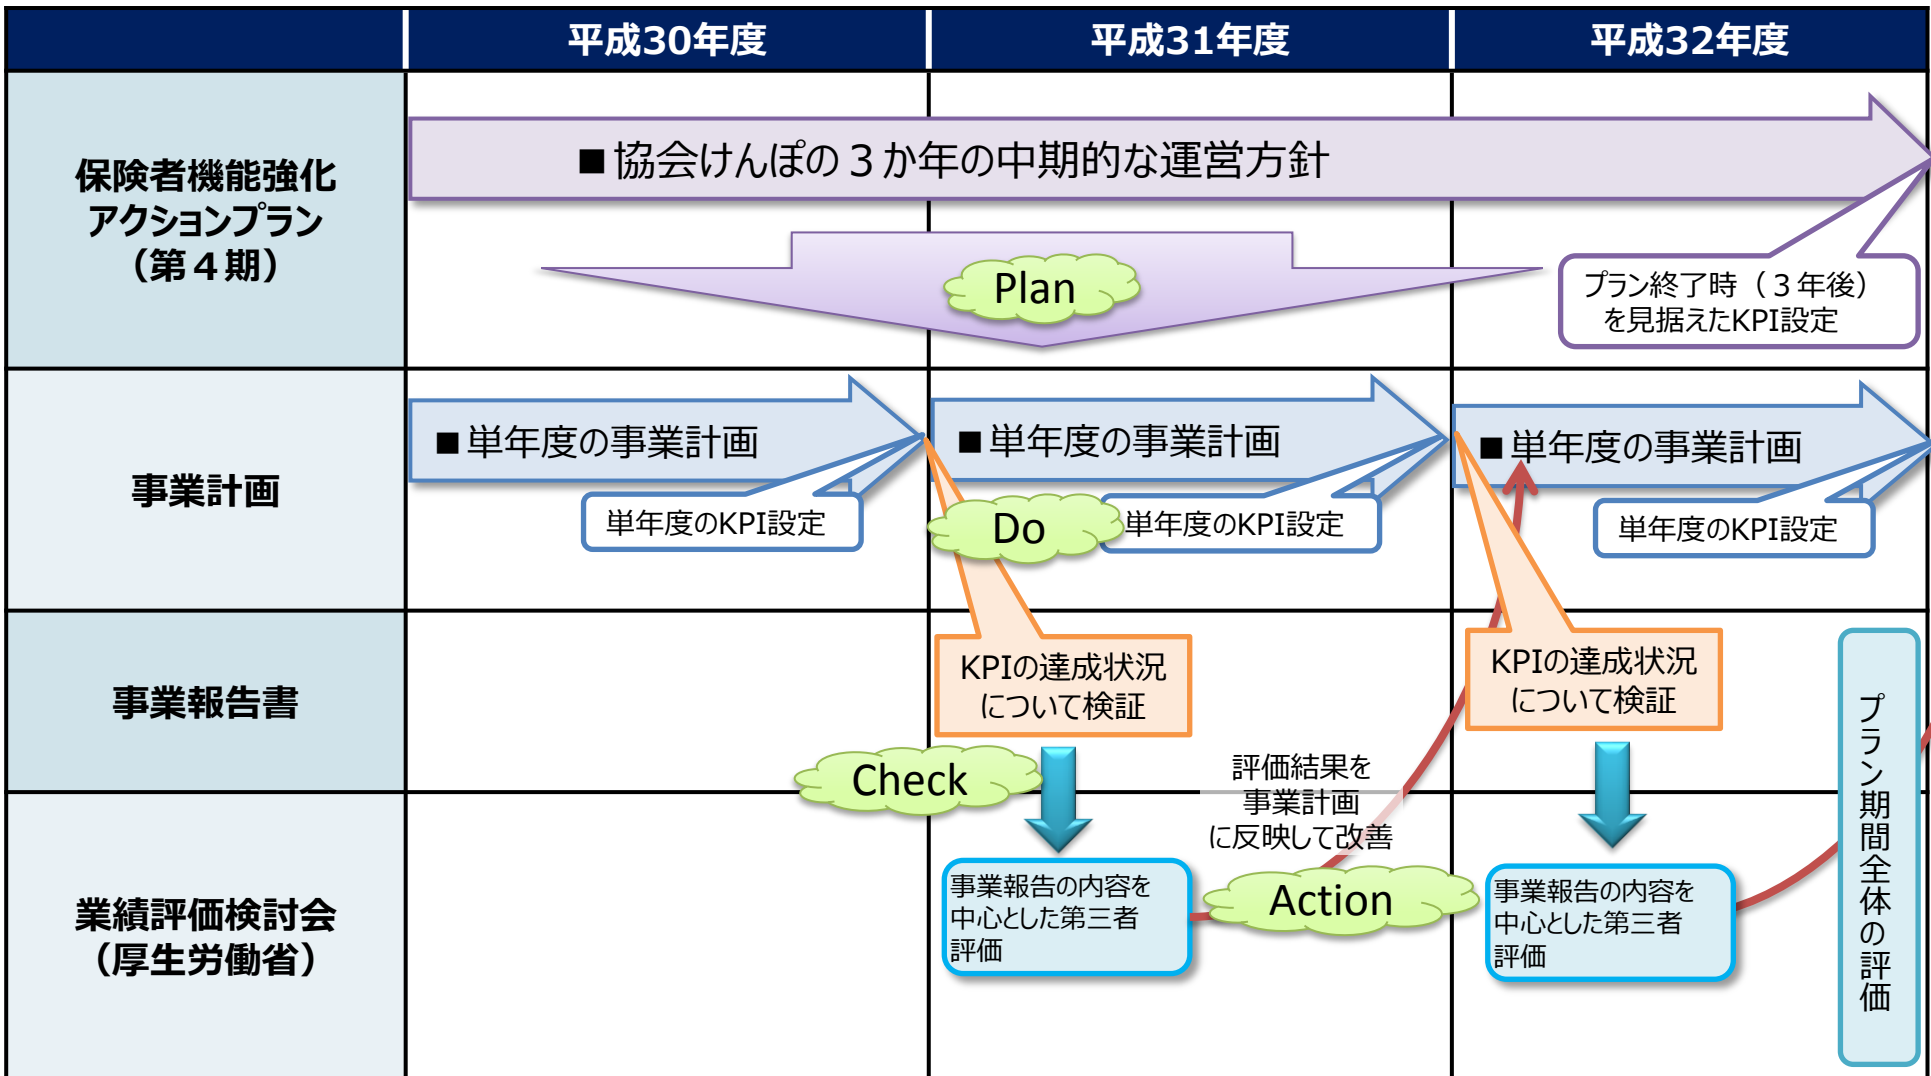 平成30年度
平成31年度
平成32年度
保険者機能強化
アクションプラン
（第４期）
■協会けんぽの３か年の中期的な運営方針
Plan
プラン終了時（３年後）
を見据えたKPI設定
事業計画
■単年度の事業計画
単年度のKPI設定
■単年度の事業計画
単年度のKPI設定
Do
■単年度の事業計画
単年度のKPI設定
事業報告書
KPIの達成状況
について検証
KPIの達成状況
について検証
Check
評価結果を
事業計画
に反映して改善
プラン期間全体の評価
業績評価検討会
（厚生労働省）
事業報告の内容を
中心とした第三者
評価
Action
事業報告の内容を
中心とした第三者
評価